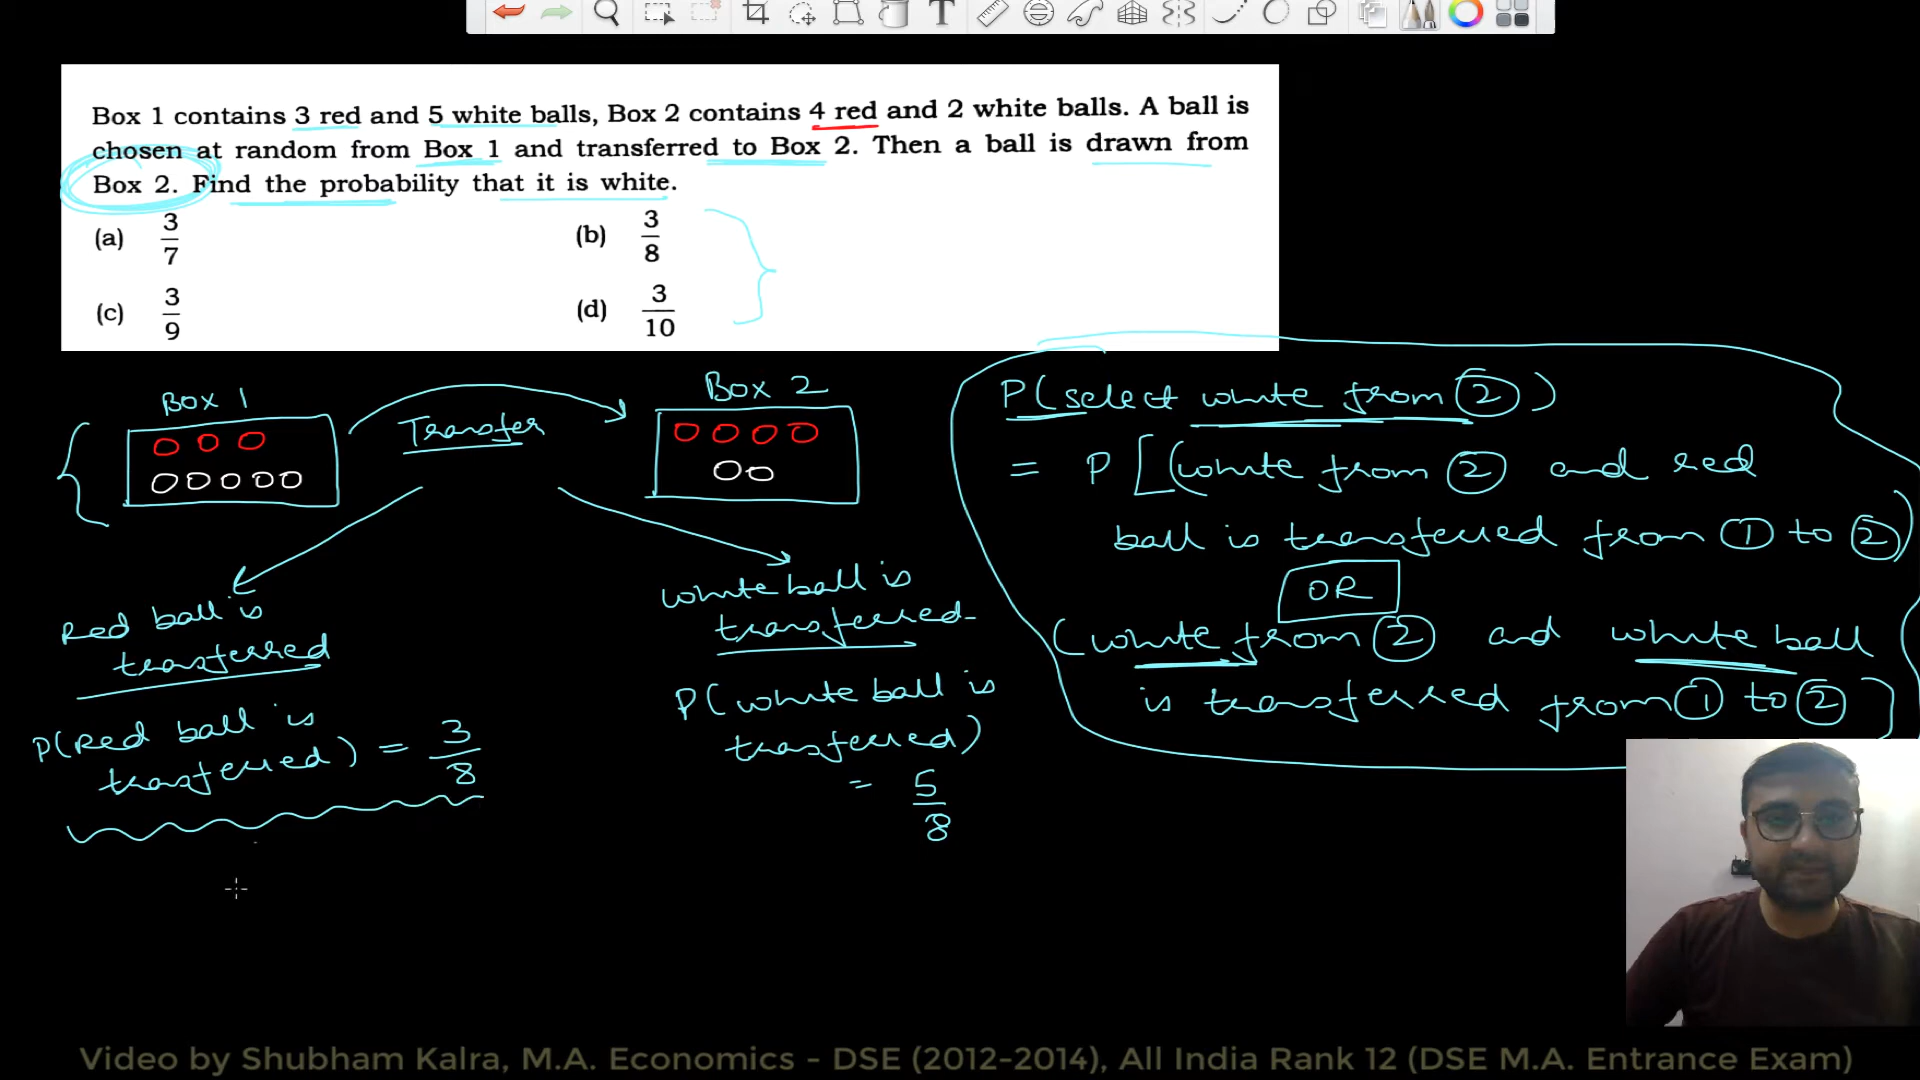 Box 1 contains 3 red and 5 white balls, Box 2 contains 4 red and 2 white balls. A ball is
chosen at random from Box 1 and transferred to Box 2. Then a ball is drawn from
Box 2. Find the probability that it is white.
(a) 3/7 (b) 3/8
(c) 3/9 (d) 3/10
Box 1
Transfer
Box 2
Red ball is
trasferred
P(Red ball is
trasferred) = 3/8
white ball is
transferred
P(white ball is
trasferred)
= 5/8
P(select white from 2)
= P[(white from 2 and red
ball is transferred from 1 to 2)
OR
(white from 2 and white ball
is transferred from 1 to 2)]
Video by Shubham Kalra, M.A. Economics - DSE (2012-2014), All India Rank 12 (DSE M.A. Entrance Exam)